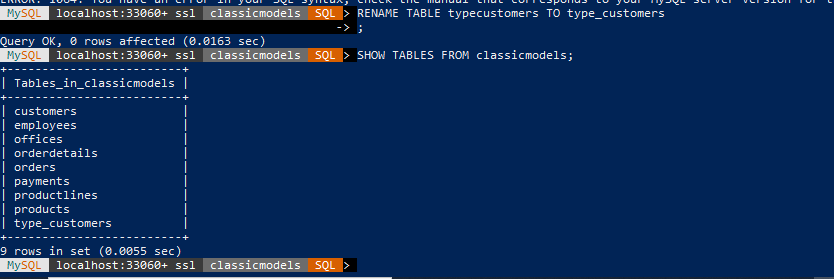 ERROR: 1064: You have an error in your SQL syntax; check the manual that corresponds to your MySQL server version for t
MySQL localhost:33060+ ssl classicmodels SQL > RENAME TABLE typecustomers TO type_customers
-> ;
Query OK, 0 rows affected (0.0163 sec)
MySQL localhost:33060+ ssl classicmodels SQL > SHOW TABLES FROM classicmodels;
+-------------------------+
| Tables_in_classicmodels |
+-------------------------+
| customers |
| employees |
| offices |
| orderdetails |
| orders |
| payments |
| productlines |
| products |
| type_customers |
+-------------------------+
9 rows in set (0.0055 sec)
MySQL localhost:33060+ ssl classicmodels SQL >